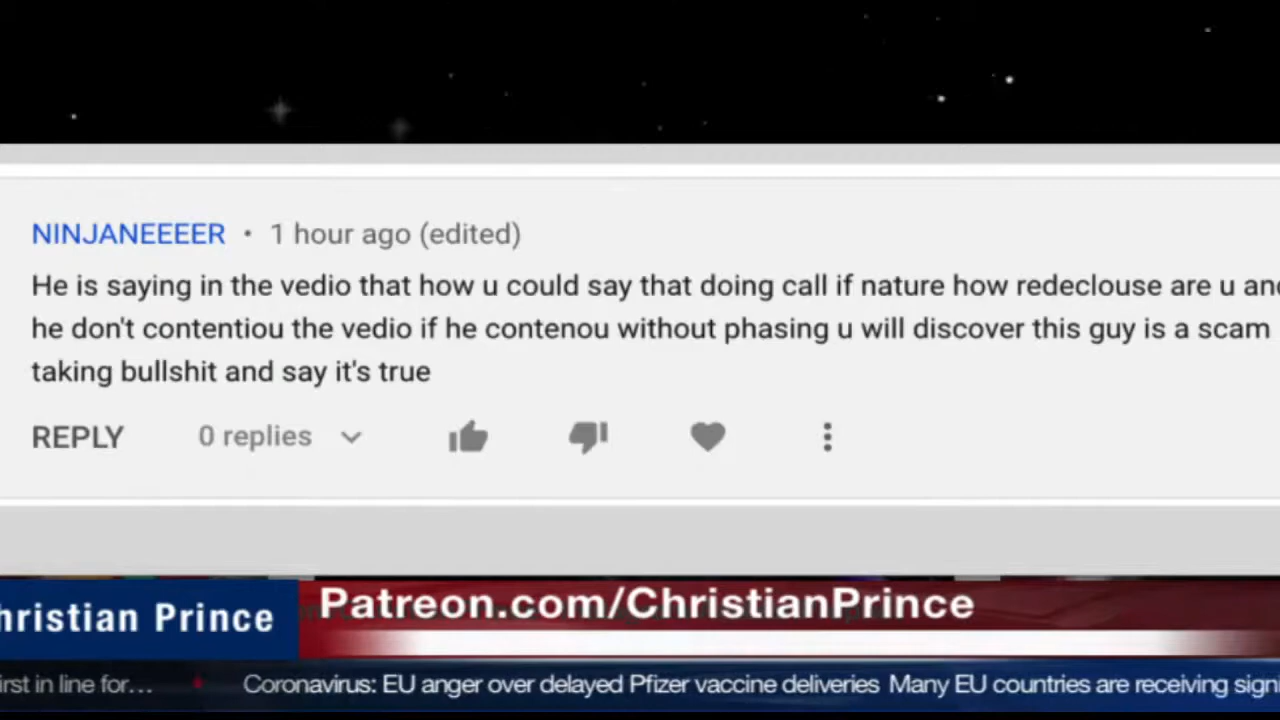 NINJANEEEER • 1 hour ago (edited)
He is saying in the vedio that how u could say that doing call if nature how redeclouse are u and
he don't contentiou the vedio if he contenou without phasing u will discover this guy is a scam
taking bullshit and say it's true
REPLY 0 replies
hristian Prince
Patreon.com/ChristianPrince
irst in line for… Coronavirus: EU anger over delayed Pfizer vaccine deliveries Many EU countries are receiving signi